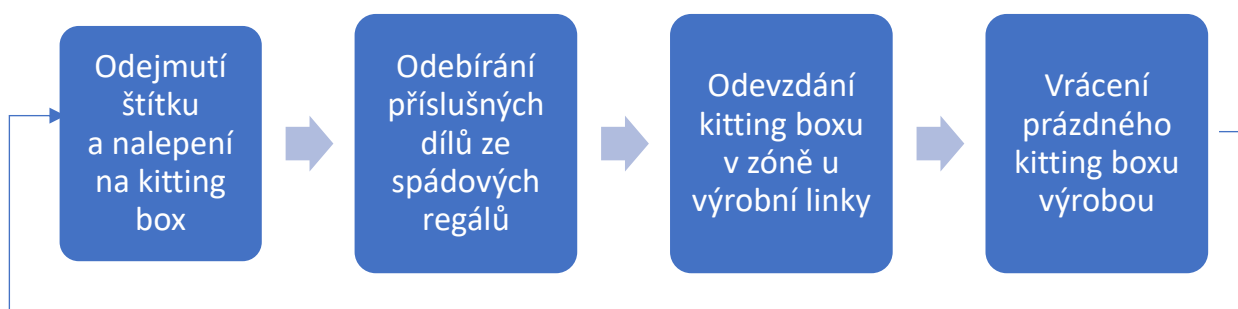 Odejmutí
štítku
a nalepení
na kitting
box
Odebírání
příslušných
dílů ze
spádových
regálů
Odevzdání
kitting boxu
v zóně u
výrobní linky
Vrácení
prázdného
kitting boxu
výrobou